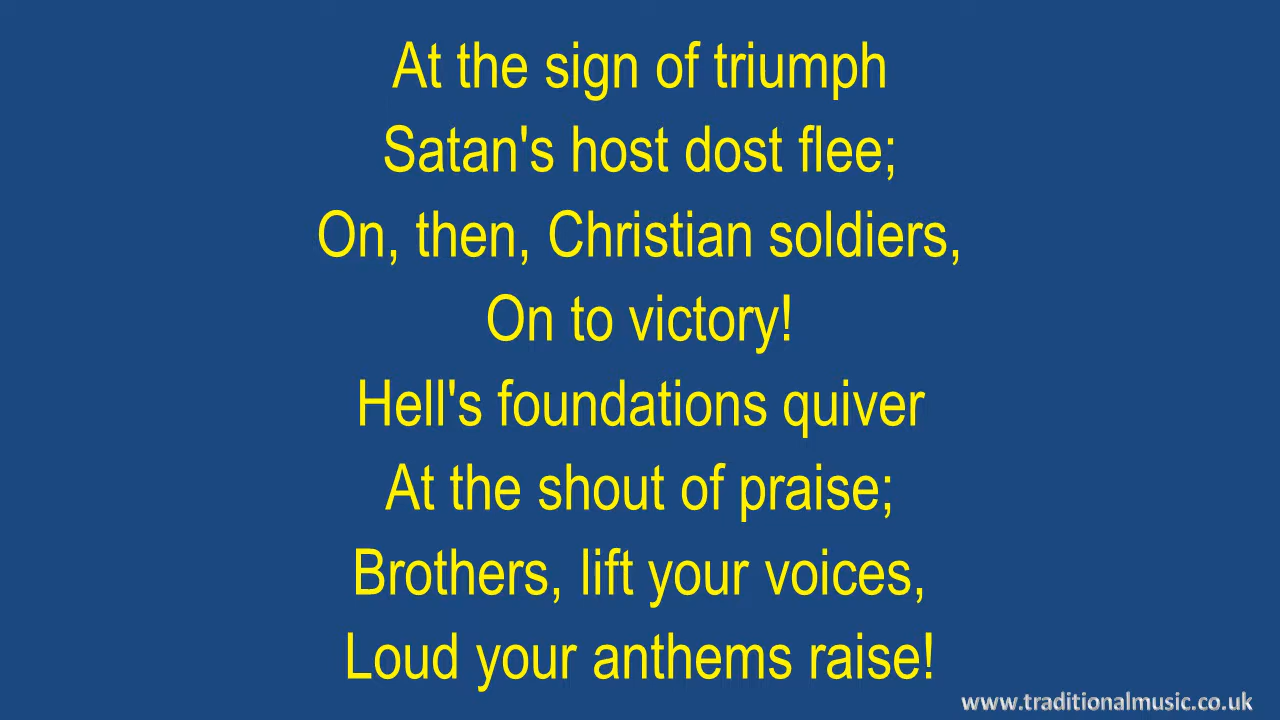 At the sign of triumph
Satan's host dost flee;
On, then, Christian soldiers,
On to victory!
Hell's foundations quiver
At the shout of praise;
Brothers, lift your voices,
Loud your anthems raise!
www.traditionalmusic.co.uk